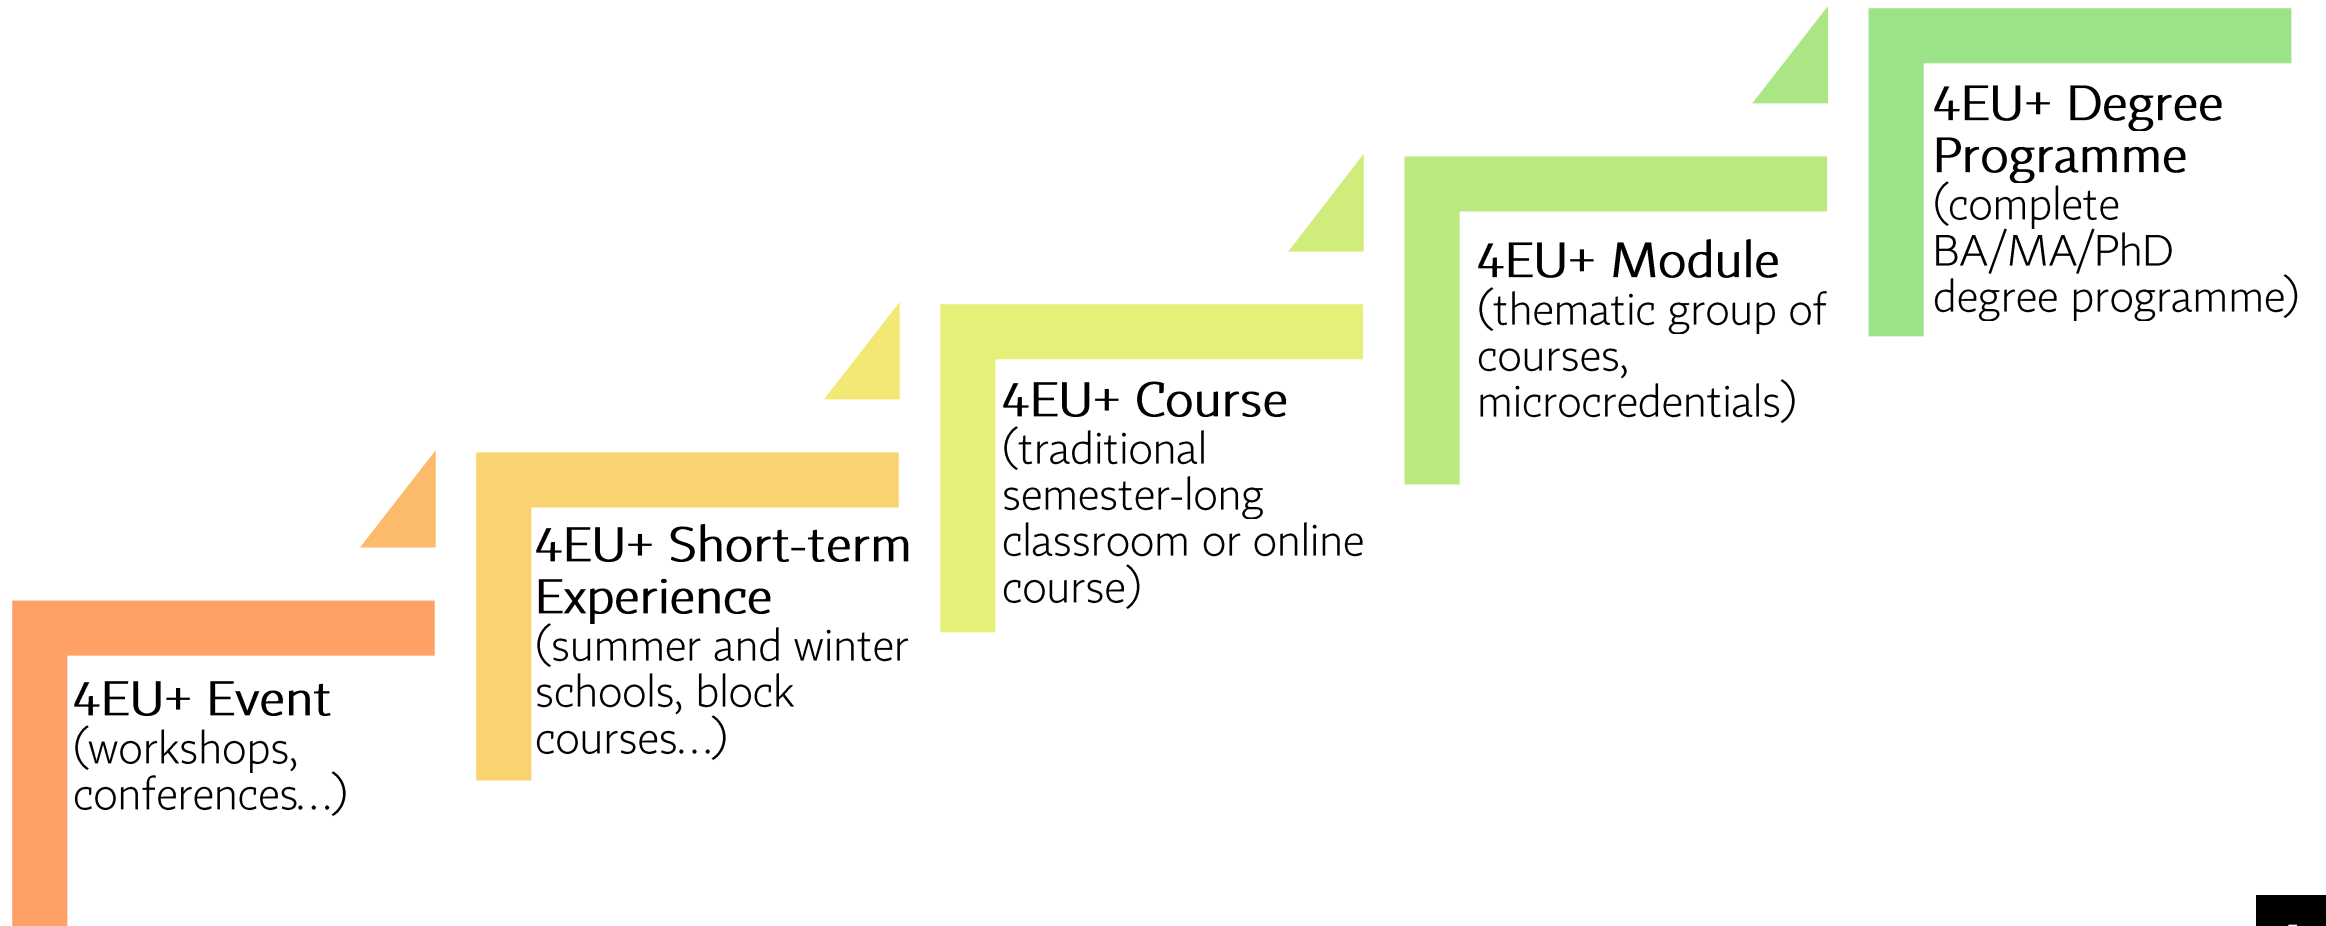 4EU+ Event
(workshops,
conferences...)
4EU+ Short-term
Experience
(summer and winter
schools, block
courses...)
4EU+ Course
(traditional
semester-long
classroom or online
course)
4EU+ Module
(thematic group of
courses,
microcredentials)
4EU+ Degree
Programme
(complete
BA/MA/PhD
degree programme)